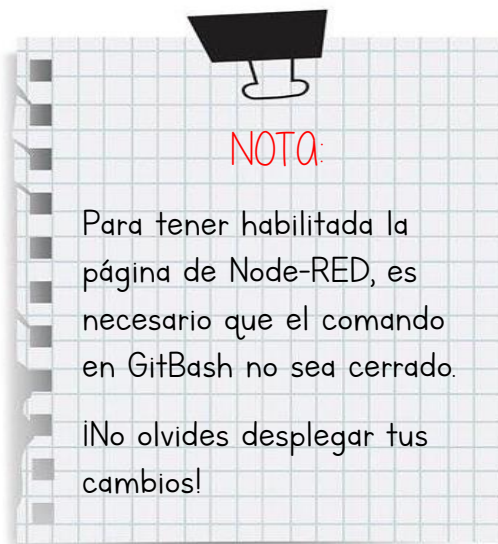 NOTA:
Para tener habilitada la
página de Node-RED, es
necesario que el comando
en GitBash no sea cerrado.
¡No olvides desplegar tus
cambios!